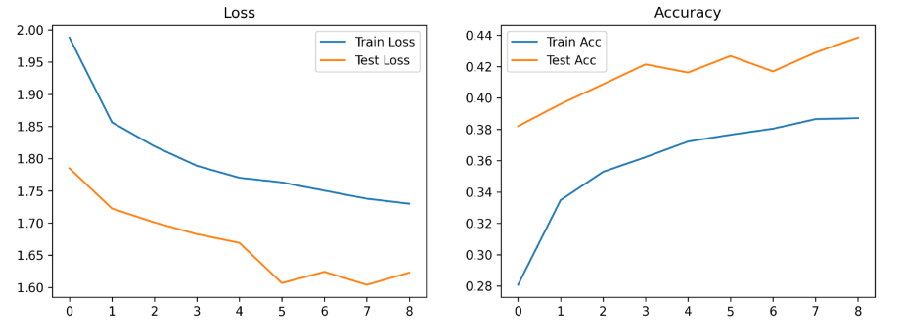 Loss
2.00
1.95
1.90
1.85
1.80
1.75
1.70
1.65
1.60
Train Loss
Test Loss
0 1 2 3 4 5 6 7 8
Accuracy
0.44
0.42
0.40
0.38
0.36
0.34
0.32
0.30
0.28
Train Acc
Test Acc
0 1 2 3 4 5 6 7 8